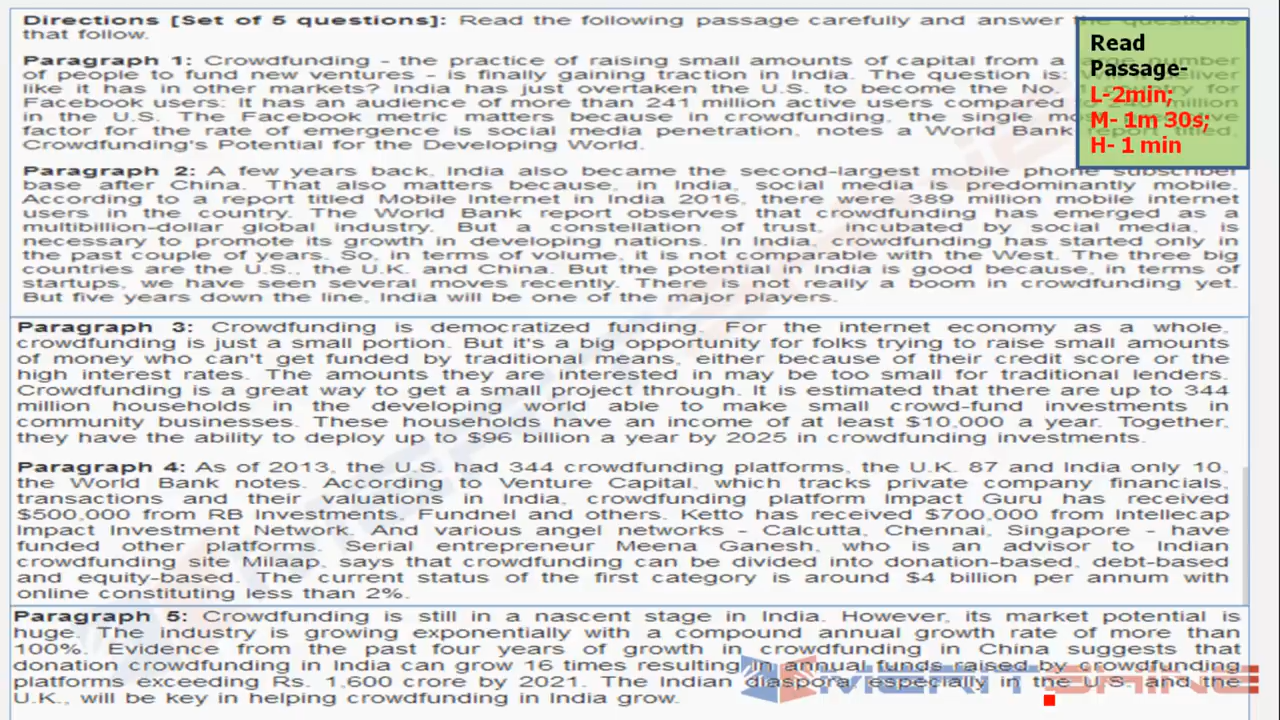 Directions [Set of 5 questions]: Read the following passage carefully and answer the questions
that follow.
Paragraph 1: Crowdfunding - the practice of raising small amounts of capital from a large number
of people to fund new ventures - is finally gaining traction in India. The question is:
like it has in other markets? India has just overtaken the U.S. to become the No. 1 country for
Facebook users: It has an audience of more than 241 million active users compared to 240 million
in the U.S. The Facebook metric matters because in crowdfunding, the single most
factor for the rate of emergence is social media penetration, notes a World Bank report titled,
Crowdfunding's Potential for the Developing World.
Read
Passage-
L-2min;
M- 1m 30s;
H- 1 min
Paragraph 2: A few years back, India also became the second-largest mobile phone subscriber
base after China. That also matters because, in India, social media is predominantly mobile.
According to a report titled Mobile Internet in India 2016, there were 389 million mobile internet
users in the country. The World Bank report observes that crowdfunding has emerged as a
multibillion-dollar global industry. But a constellation of trust, incubated by social media, is
necessary to promote its growth in developing nations. In India, crowdfunding has started only in
the past couple of years. So, in terms of volume, it is not comparable with the West. The three big
countries are the U.S., the U.K. and China. But the potential in India is good because, in terms of
startups, we have seen several moves recently. There is not really a boom in crowdfunding yet.
But five years down the line, India will be one of the major players.
Paragraph 3: Crowdfunding is democratized funding. For the internet economy as a whole,
crowdfunding is just a small portion. But it's a big opportunity for folks trying to raise small amounts
of money who can't get funded by traditional means, either because of their credit score or the
high interest rates. The amounts they are interested in may be too small for traditional lenders.
Crowdfunding is a great way to get a small project through. It is estimated that there are up to 344
million households in the developing world able to make small crowd-fund investments in
community businesses. These households have an income of at least $10,000 a year. Together,
they have the ability to deploy up to $96 billion a year by 2025 in crowdfunding investments.
Paragraph 4: As of 2013, the U.S. had 344 crowdfunding platforms, the U.K. 87 and India only 10,
the World Bank notes. According to Venture Capital, which tracks private company financials,
transactions and their valuations in India, crowdfunding platform Impact Guru has received
$500,000 from RB Investments, Fundnel and others. Ketto has received $700,000 from Intellecap
Impact Investment Network. And various angel networks - Calcutta, Chennai, Singapore - have
funded other platforms. Serial entrepreneur Meena Ganesh, who is an advisor to Indian
crowdfunding site Milaap, says that crowdfunding can be divided into donation-based, debt-based
and equity-based. The current status of the first category is around $4 billion per annum with
online constituting less than 2%.
Paragraph 5: Crowdfunding is still in a nascent stage in India. However, its market potential is
huge. The industry is growing exponentially with a compound annual growth rate of more than
100%. Evidence from the past four years of growth in crowdfunding in China suggests that
donation crowdfunding in India can grow 16 times resulting in annual funds raised by crowdfunding
platforms exceeding Rs. 1,600 crore by 2021. The Indian diaspora, especially in the U.S. and the
U.K., will be key in helping crowdfunding in India grow.